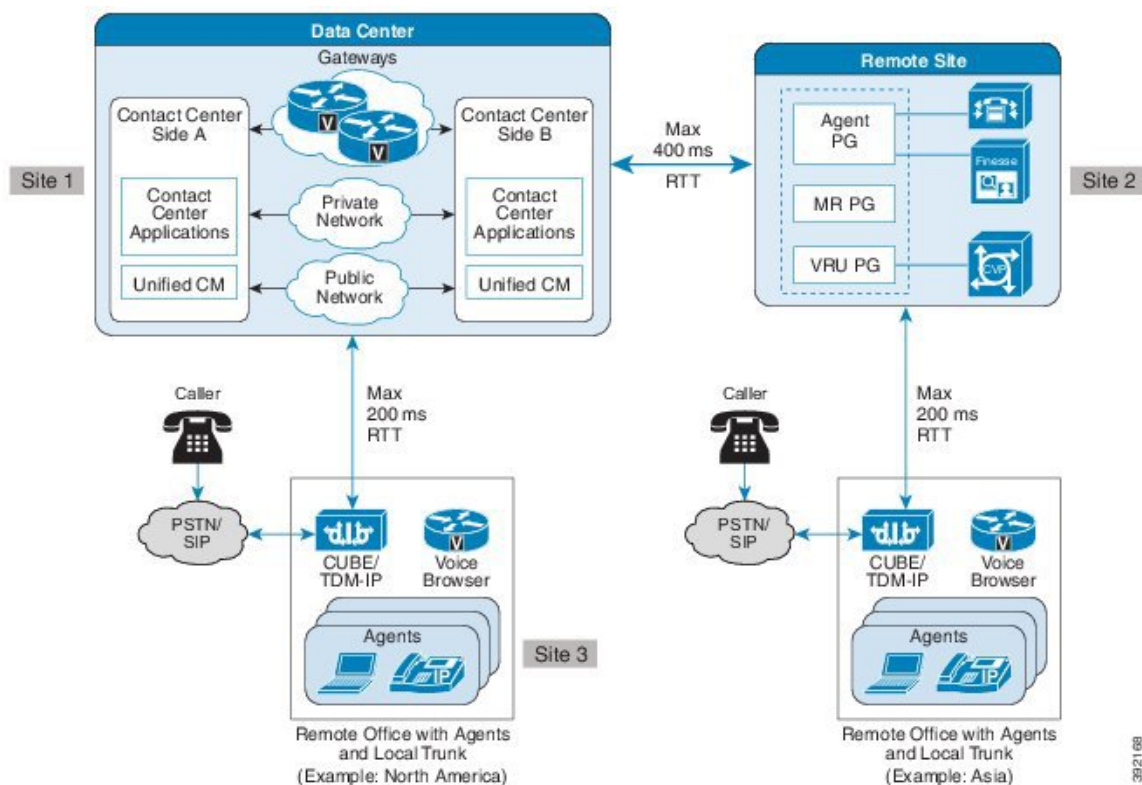 Data Center
Gateways
Contact Center
Side A
V
V
Contact Center
Side B
Contact
Center
Applications
Private
Network
Contact
Center
Applications
Unified CM
Public
Network
Unified CM
Site 1
Max
400 ms
RTT
Remote Site
Agent
PG
Finesse
MR PG
VRU PG
CVP
Site 2
Caller
Max
200 ms
RTT
PSTN/
SIP
CUBE/
TDM-IP
V
Voice
Browser
Agents
IP
Site 3
Remote Office with Agents
and Local Trunk
(Example: North America)
Caller
Max
200 ms
RTT
PSTN/
SIP
CUBE/
TDM-IP
V
Voice
Browser
Agents
IP
Remote Office with Agents
and Local Trunk
(Example: Asia)
392168